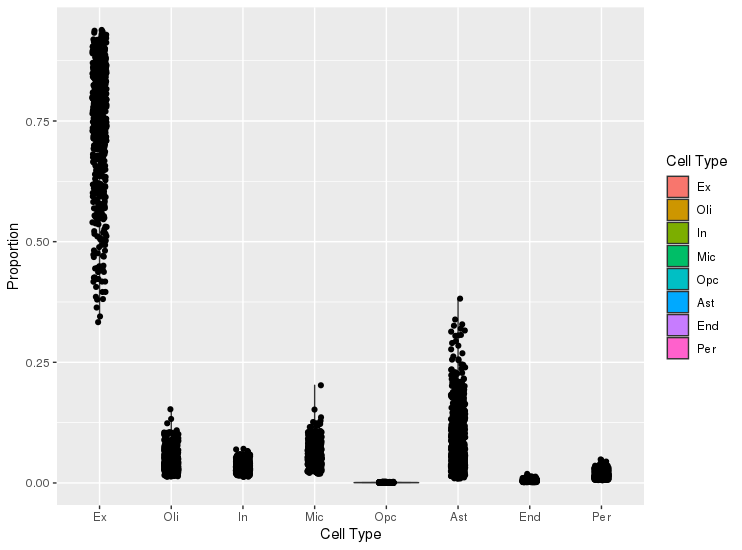 Proportion
0.75
0.50
0.25
0.00
Ex Oli In Mic Opc Ast End Per
Cell Type
Cell Type
Ex
Oli
In
Mic
Opc
Ast
End
Per